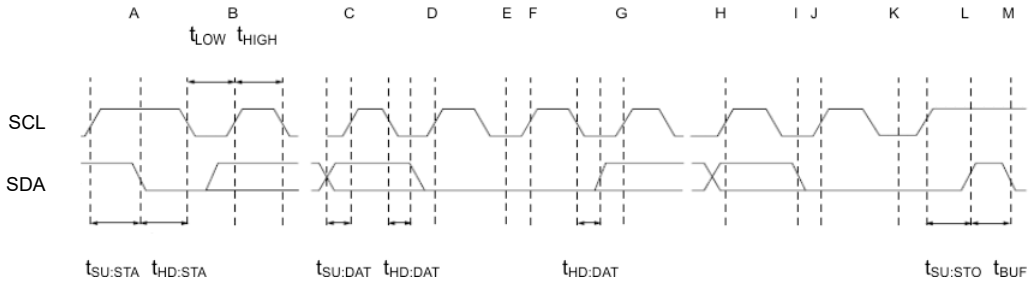 A B C D E F G H I J K L M
tLOW tHIGH
SCL
SDA
tSU:STA tHD:STA tSU:DAT tHD:DAT tHD:DAT tSU:STO tBUF